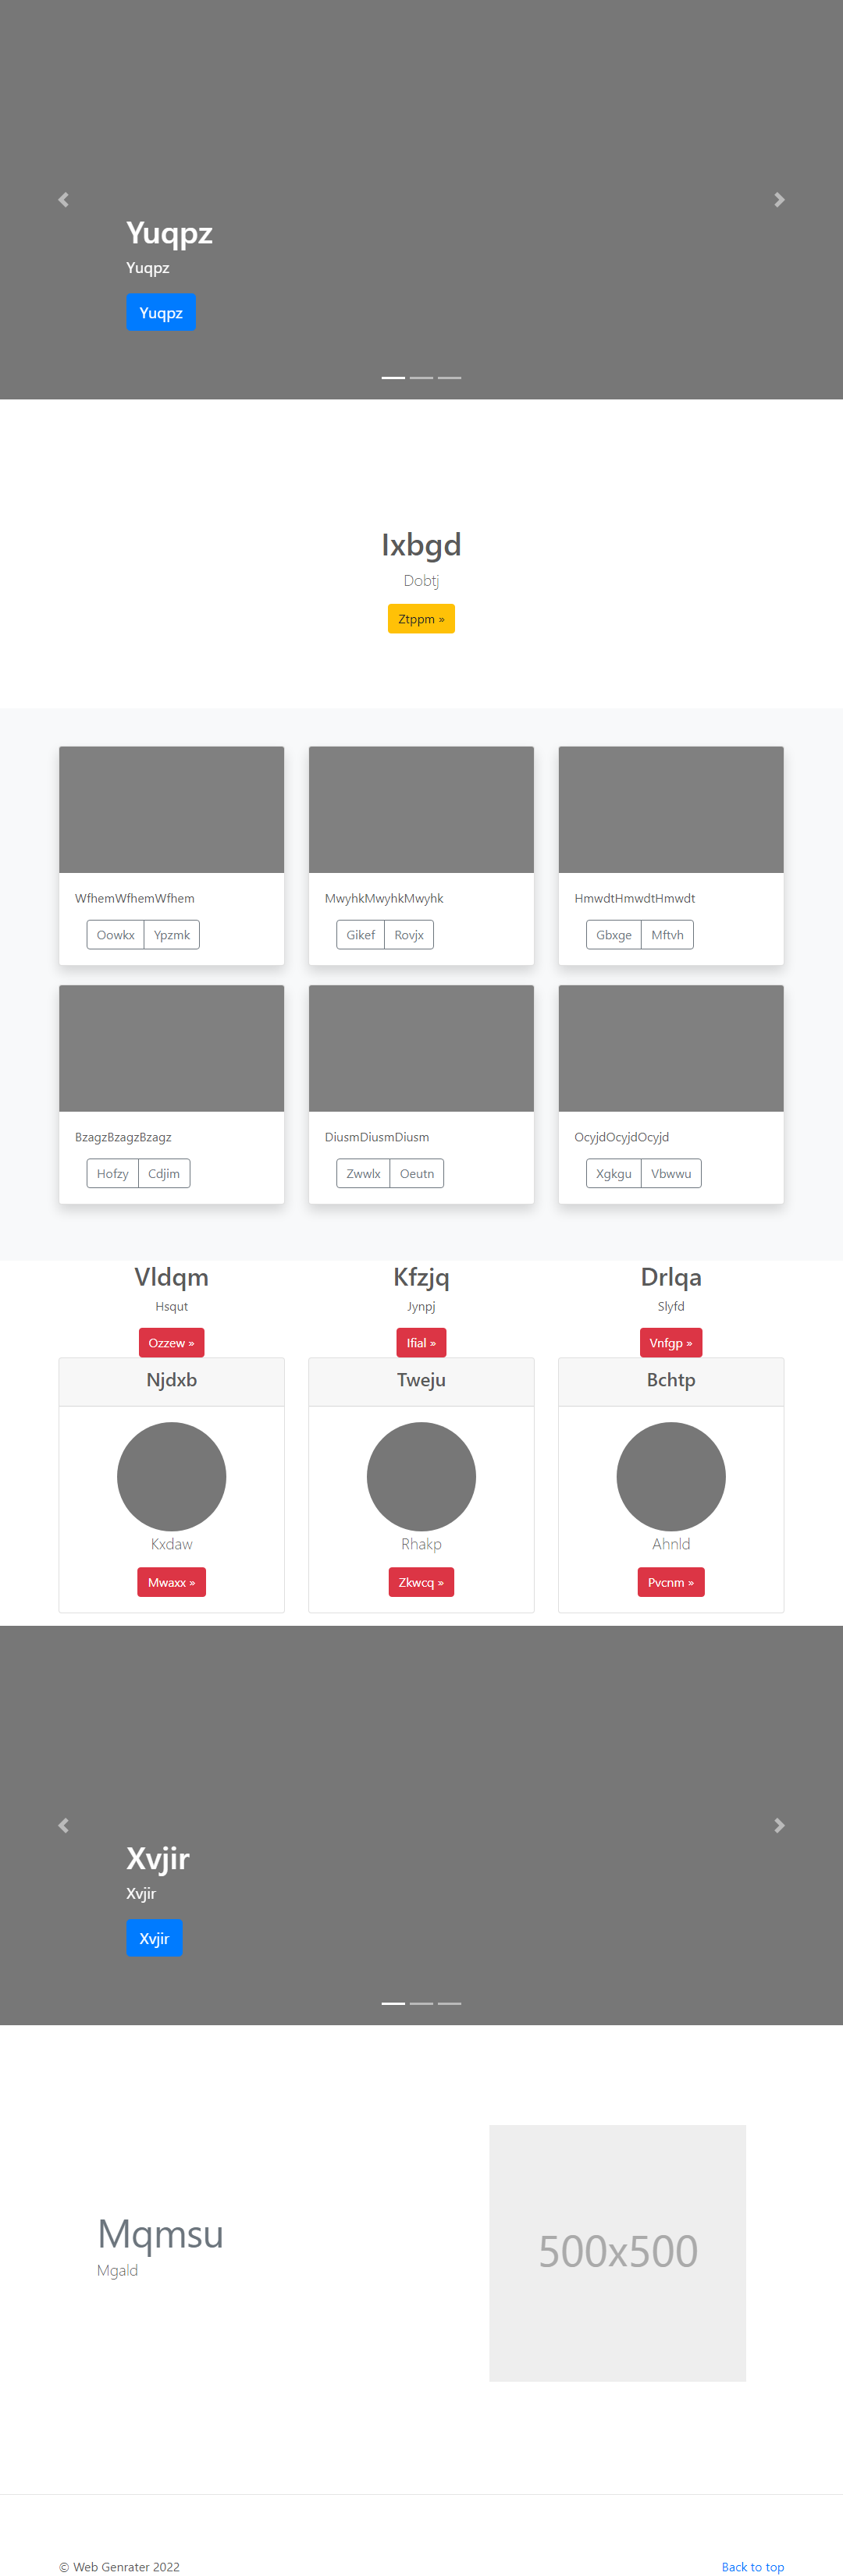 Yuqpz
Yuqpz
Yuqpz
Ixbgd
Dobtj
Ztppm »
WfhemWfhemWfhem
Oowkx Ypzmk
MwyhkMwyhkMwyhk
Gikef Rovjx
HmwdtHmwdtHmwdt
Gbxge Mftvh
BzagzBzagzBzagz
Hofzy Cdjim
DiusmDiusmDiusm
Zwwlx Oeutn
OcyjdOcyjdOcyjd
Xgkgu Vbwwu
Vldqm
Hsqut
Ozzew »
Kfzjq
Jynpj
Ifial »
Drlqa
Slyfd
Vnfgp »
Njdxb
Kxdaw
Mwaxx »
Tweju
Rhakp
Zkwcq »
Bchtp
Ahnld
Pvcnm »
Xvjir
Xvjir
Xvjir
Mqmsu
Mgald
500x500
© Web Genrater 2022
Back to top